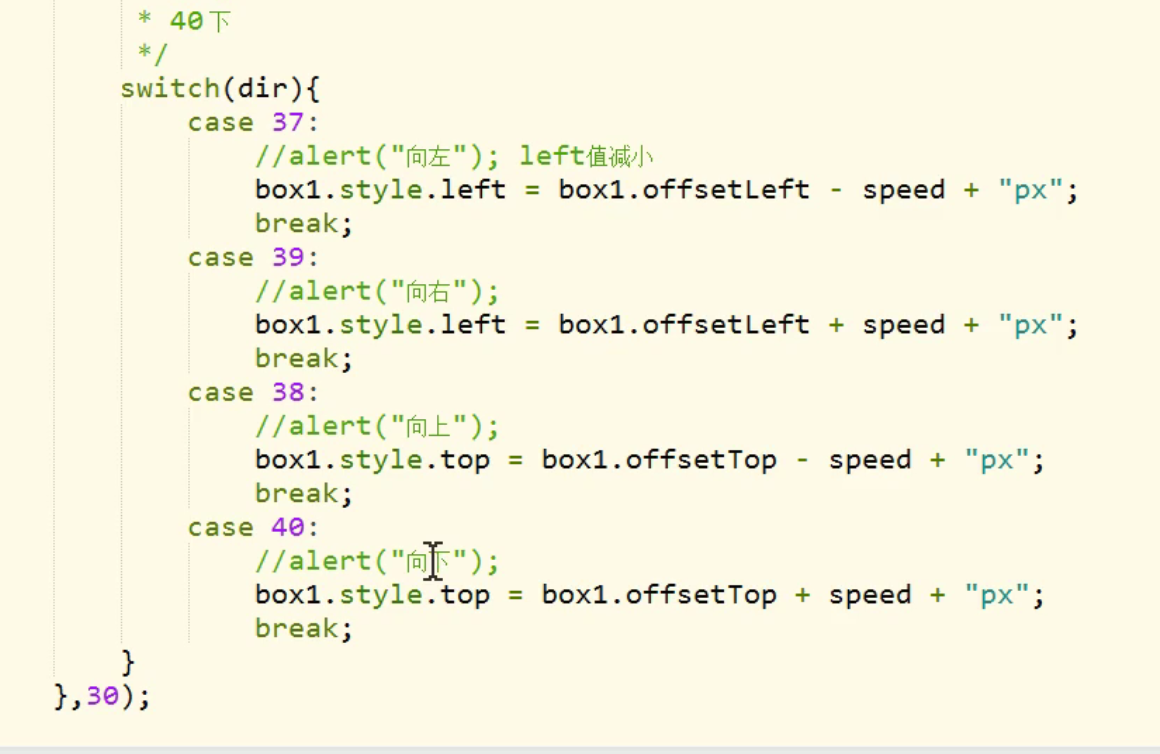 * 40下
*/
switch(dir){
case 37:
//alert("向左"); left值减小
box1.style.left = box1.offsetLeft - speed + "px";
break;
case 39:
//alert("向右");
box1.style.left = box1.offsetLeft + speed + "px";
break;
case 38:
//alert("向上");
box1.style.top = box1.offsetTop - speed + "px";
break;
case 40:
//alert("向下");
box1.style.top = box1.offsetTop + speed + "px";
break;
}
},30);